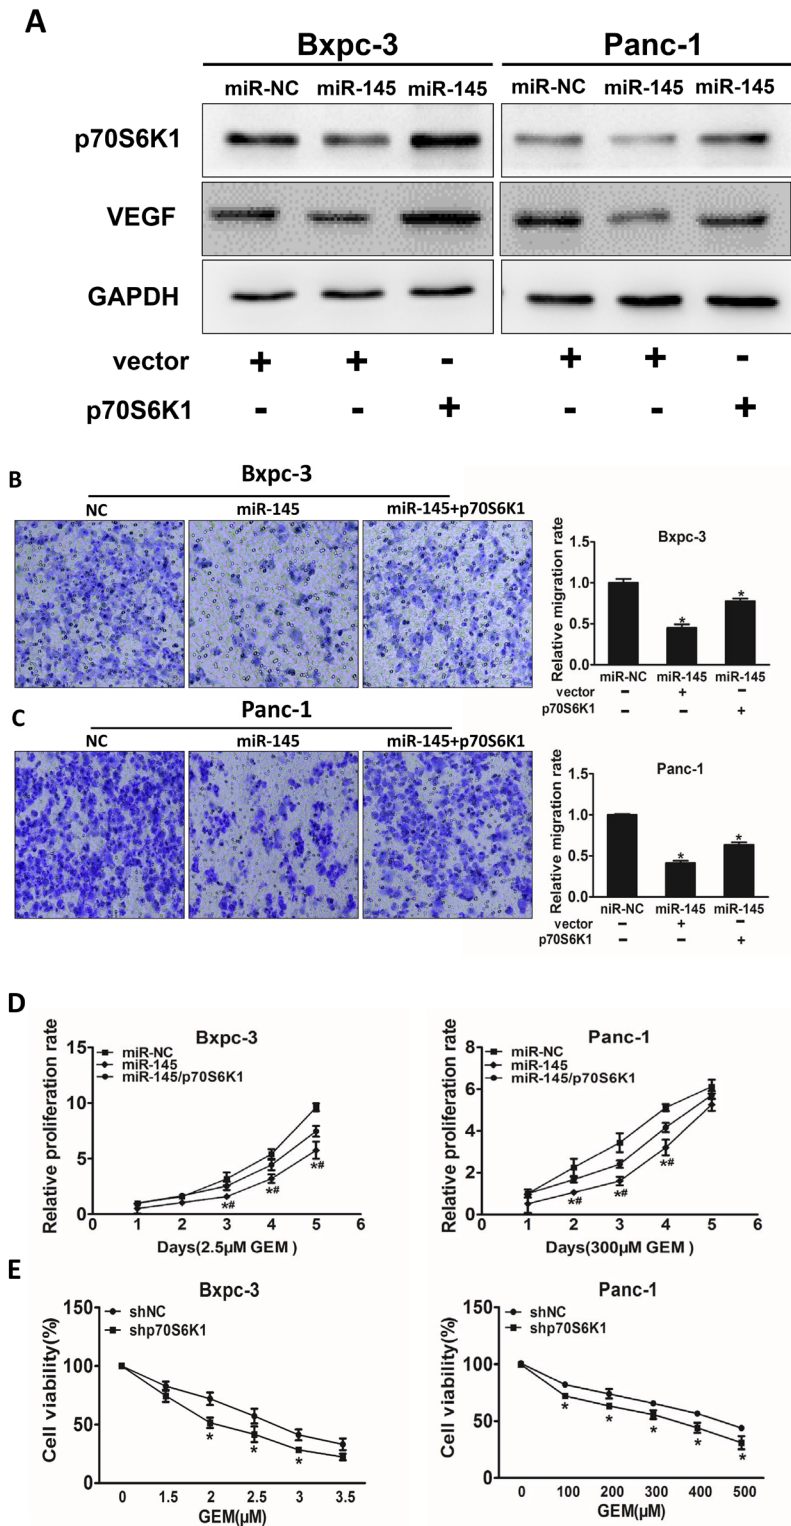 A
Bxpc-3 Panc-1
miR-NC miR-145 miR-145 miR-NC miR-145 miR-145
p70S6K1
VEGF
GAPDH
vector + + - + + -
p70S6K1 - - + - - +
B
Bxpc-3
NC miR-145 miR-145+p70S6K1
Bxpc-3
Relative migration rate
1.5
1.0
0.5
0.0
*
*
miR-NC miR-145 miR-145
vector − + −
p70S6K1 − − +
C
Panc-1
NC miR-145 miR-145+p70S6K1
Panc-1
Relative migration rate
1.5
1.0
0.5
0.0
*
*
niR-NC miR-145 miR-145
vector − + −
p70S6K1 − − +
D
Bxpc-3
miR-NC
miR-145
miR-145/p70S6K1
Relative proliferation rate
15
10
5
0
*# *# *#
0 1 2 3 4 5 6
Days(2.5μM GEM )
Panc-1
miR-NC
miR-145
miR-145/p70S6K1
Relative proliferation rate
8
6
4
2
0
*# *# *#
0 1 2 3 4 5 6
Days(300μM GEM )
E
Bxpc-3
shNC
shp70S6K1
Cell viability(%)
150
100
50
0
* * *
0 1.5 2 2.5 3 3.5
GEM(μM)
Panc-1
shNC
shp70S6K1
Cell viability(%)
150
100
50
0
* * * * *
0 100 200 300 400 500
GEM(μM)